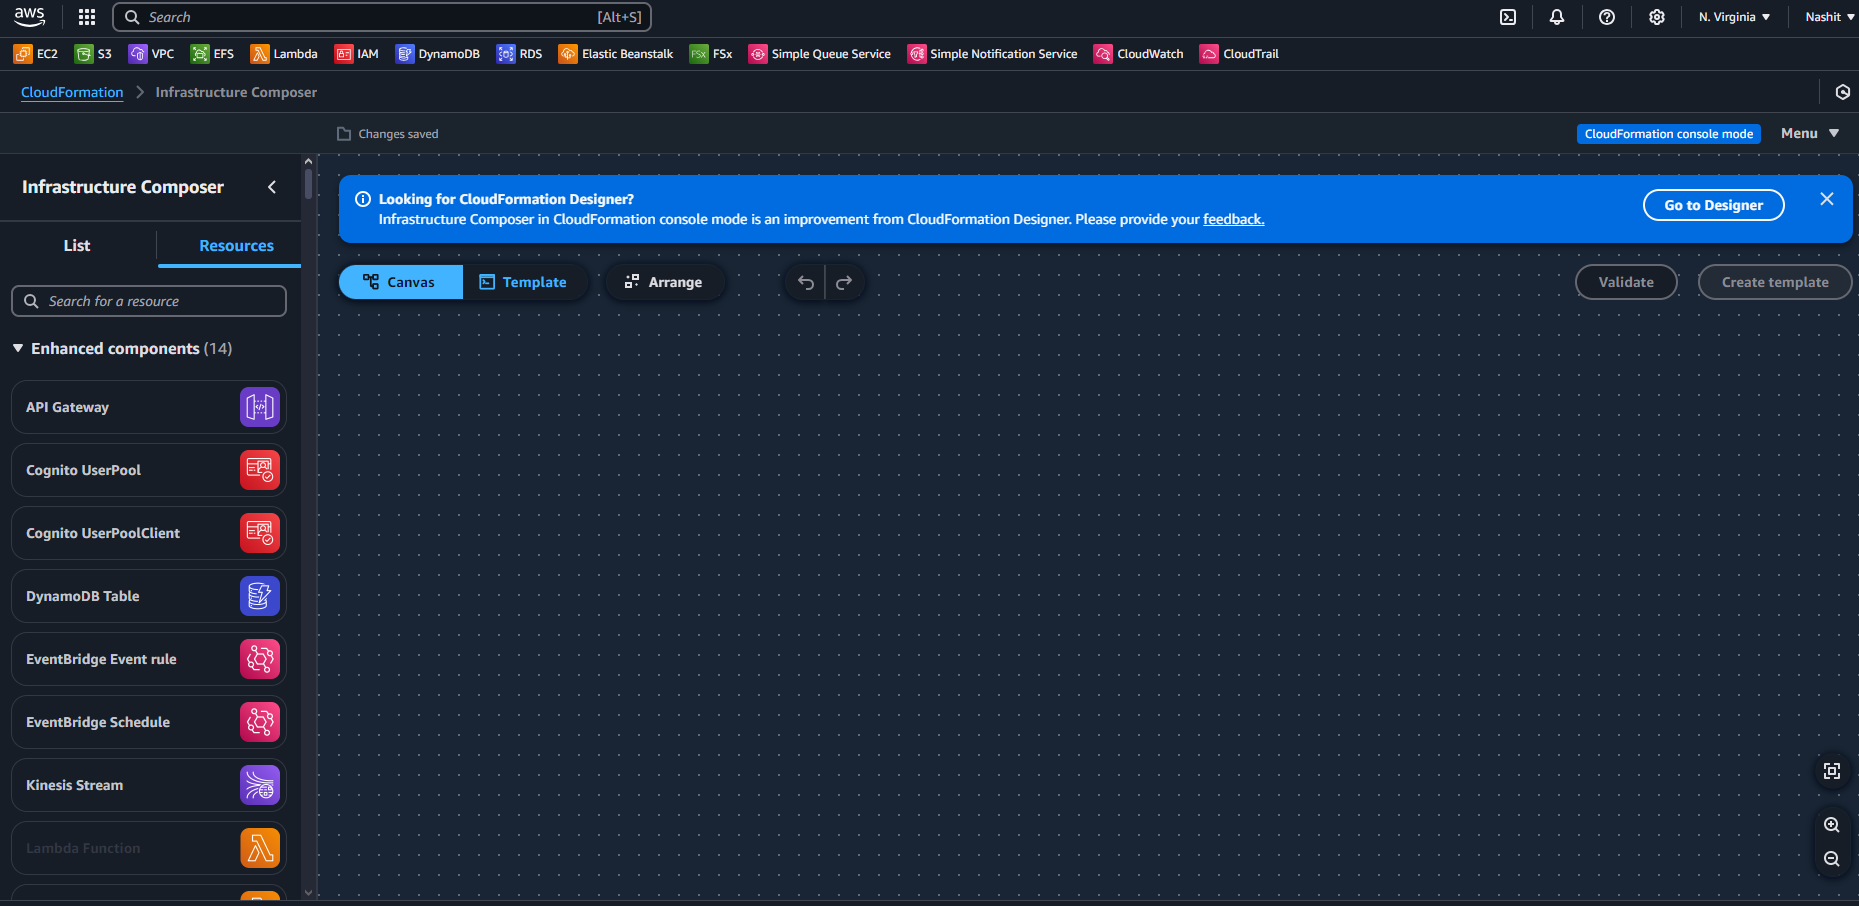 aws
Search [Alt+S]
N. Virginia
Nashit
EC2 S3 VPC EFS Lambda IAM DynamoDB RDS Elastic Beanstalk FSx FSx Simple Queue Service Simple Notification Service CloudWatch CloudTrail
CloudFormation Infrastructure Composer
Changes saved
CloudFormation console mode
Menu
Infrastructure Composer
List
Resources
Search for a resource
Enhanced components (14)
API Gateway
Cognito UserPool
Cognito UserPoolClient
DynamoDB Table
EventBridge Event rule
EventBridge Schedule
Kinesis Stream
Lambda Function
Looking for CloudFormation Designer?
Infrastructure Composer in CloudFormation console mode is an improvement from CloudFormation Designer. Please provide your feedback.
Go to Designer
Canvas
Template
Arrange
Validate
Create template